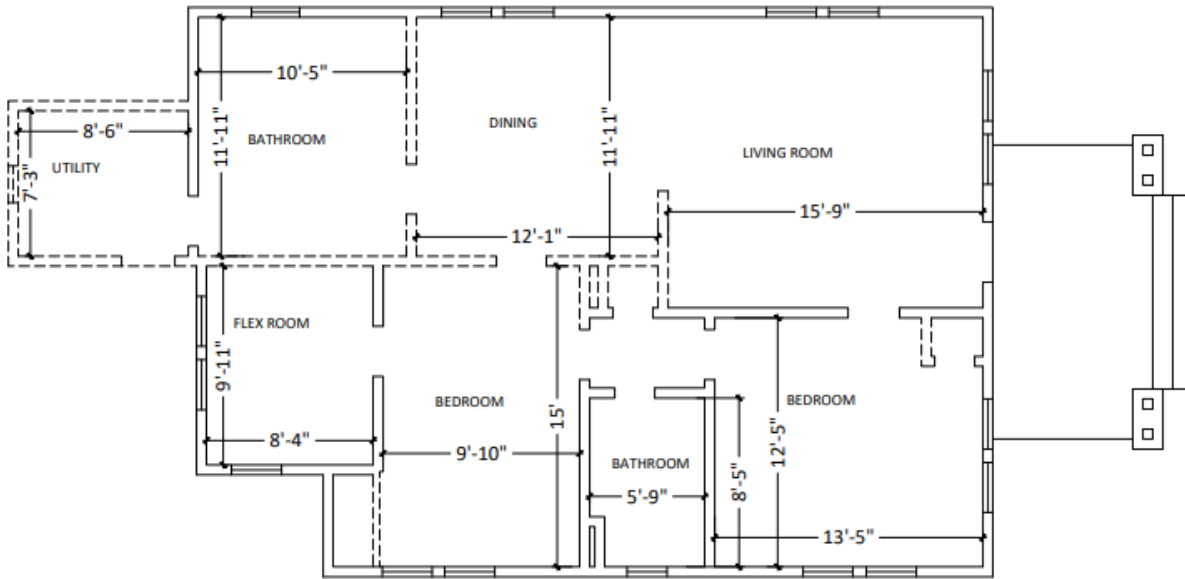 10'-5"
8'-6"
BATHROOM
11'-11"
DINING
11'-11"
LIVING ROOM
UTILITY
7'-3"
12'-1"
15'-9"
FLEX ROOM
9'-11"
BEDROOM
15'
BEDROOM
12'-5"
8'-4"
9'-10"
BATHROOM
5'-9"
8'-5"
13'-5"